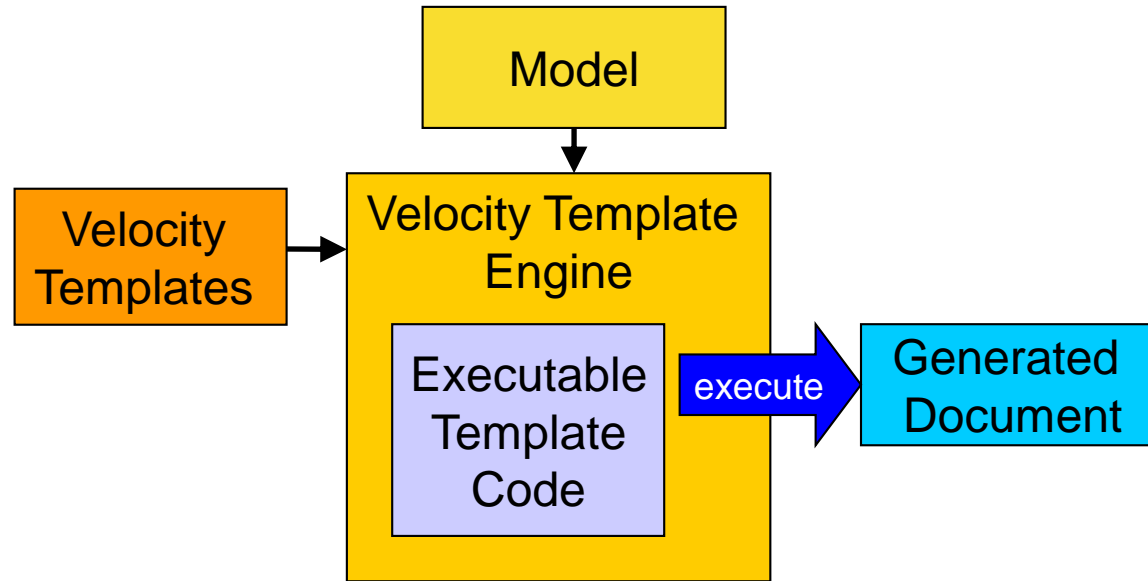 Model
Velocity
Templates
Velocity Template
Engine
Executable
Template
Code
execute
Generated
Document